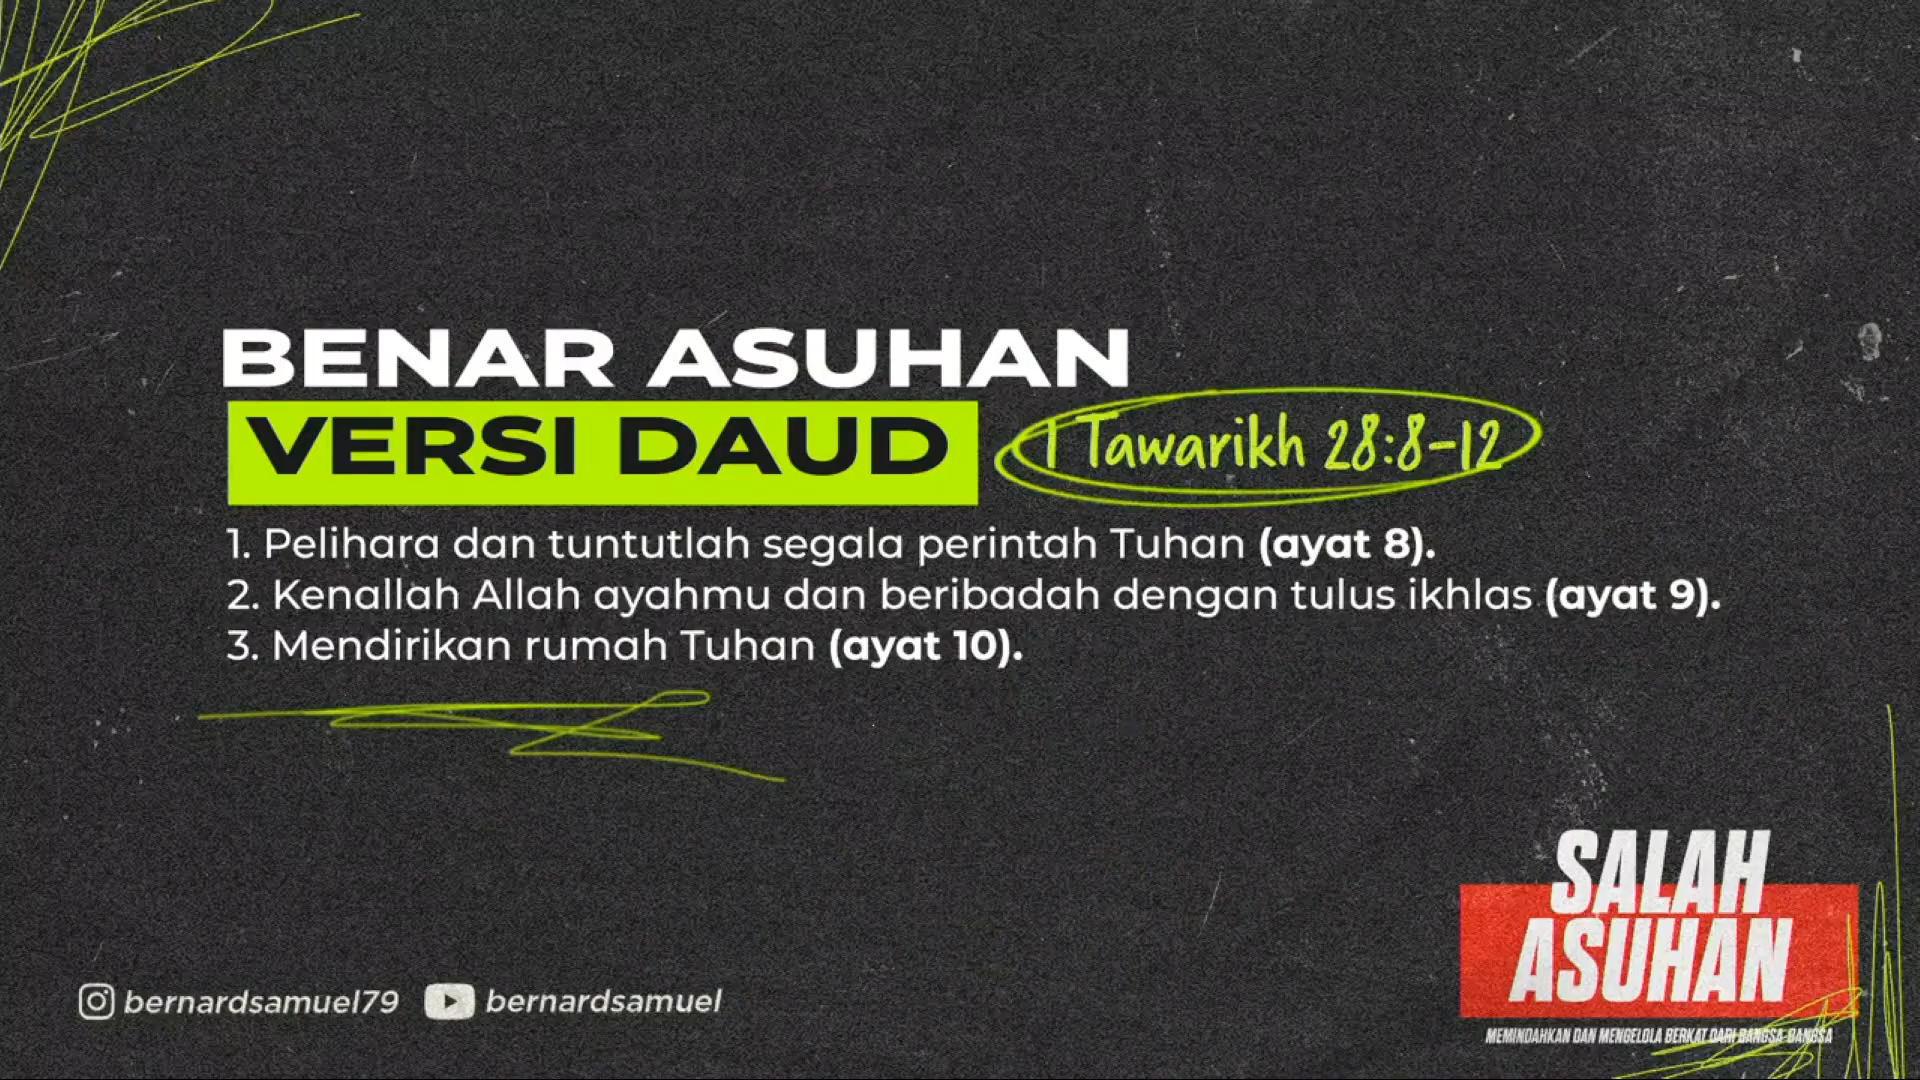 BENAR ASUHAN
VERSI DAUD
1 Tawarikh 28:8-12
1. Pelihara dan tuntutlah segala perintah Tuhan (ayat 8).
2. Kenallah Allah ayahmu dan beribadah dengan tulus ikhlas (ayat 9).
3. Mendirikan rumah Tuhan (ayat 10).
SALAH
ASUHAN
MEMINDAHKAN DAN MENGELOLA BERKAT DARI BANGSA-BANGSA
bernardsamuel79 bernardsamuel